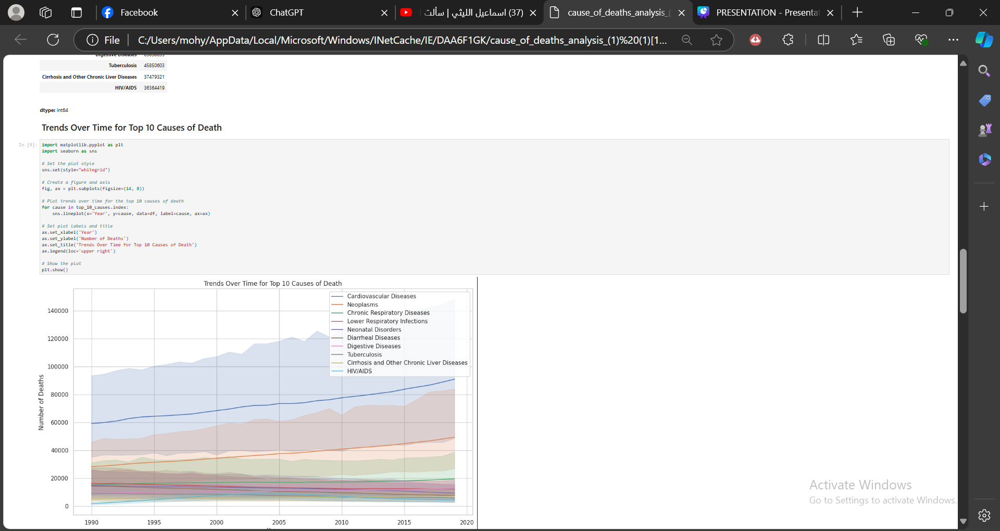 Facebook
ChatGPT
(37) اسماعيل الليثي | سألت
cause_of_deaths_analysis_(
PRESENTATION - Presentat
File
C:/Users/mohy/AppData/Local/Microsoft/Windows/INetCache/IE/DAA6F1GK/cause_of_deaths_analysis_(1)%20(1)[1...
Digestive Diseases
Tuberculosis 45850603
Cirrhosis and Other Chronic Liver Diseases 37479321
HIV/AIDS 36364419
dtype: int64
Trends Over Time for Top 10 Causes of Death
In [9]:
import matplotlib.pyplot as plt
import seaborn as sns
# Set the plot style
sns.set(style="whitegrid")
# Create a figure and axis
fig, ax = plt.subplots(figsize=(14, 8))
# Plot trends over time for the top 10 causes of death
for cause in top_10_causes.index:
sns.lineplot(x='Year', y=cause, data=df, label=cause, ax=ax)
# Set plot labels and title
ax.set_xlabel('Year')
ax.set_ylabel('Number of Deaths')
ax.set_title('Trends Over Time for Top 10 Causes of Death')
ax.legend(loc='upper right')
# Show the plot
plt.show()
Trends Over Time for Top 10 Causes of Death
Cardiovascular Diseases
Neoplasms
Chronic Respiratory Diseases
Lower Respiratory Infections
Neonatal Disorders
Diarrheal Diseases
Digestive Diseases
Tuberculosis
Cirrhosis and Other Chronic Liver Diseases
HIV/AIDS
Number of Deaths
140000
120000
100000
80000
60000
40000
20000
0
1990 1995 2000 2005 2010 2015 2020
Activate Windows
Go to Settings to activate Windows.